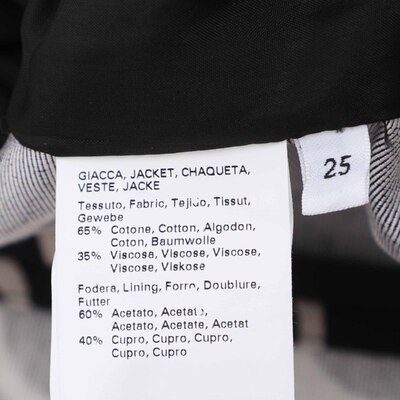 GIACCA, JACKET, CHAQUETA,
VESTE, JACKE
Tessuto, Fabric, Tejido, Tissut,
Gewebe
65% Cotone, Cotton, Algodon,
Coton, Baumwolle
35% Viscosa, Viscose, Viscose,
Viscose, Viskose
Fodera, Lining, Forro, Doublure,
Futter
60% Acetato, Acetato,
Acetato, Acetate, Acetat
40% Cupro, Cupro, Cupro,
Cupro, Cupro
25